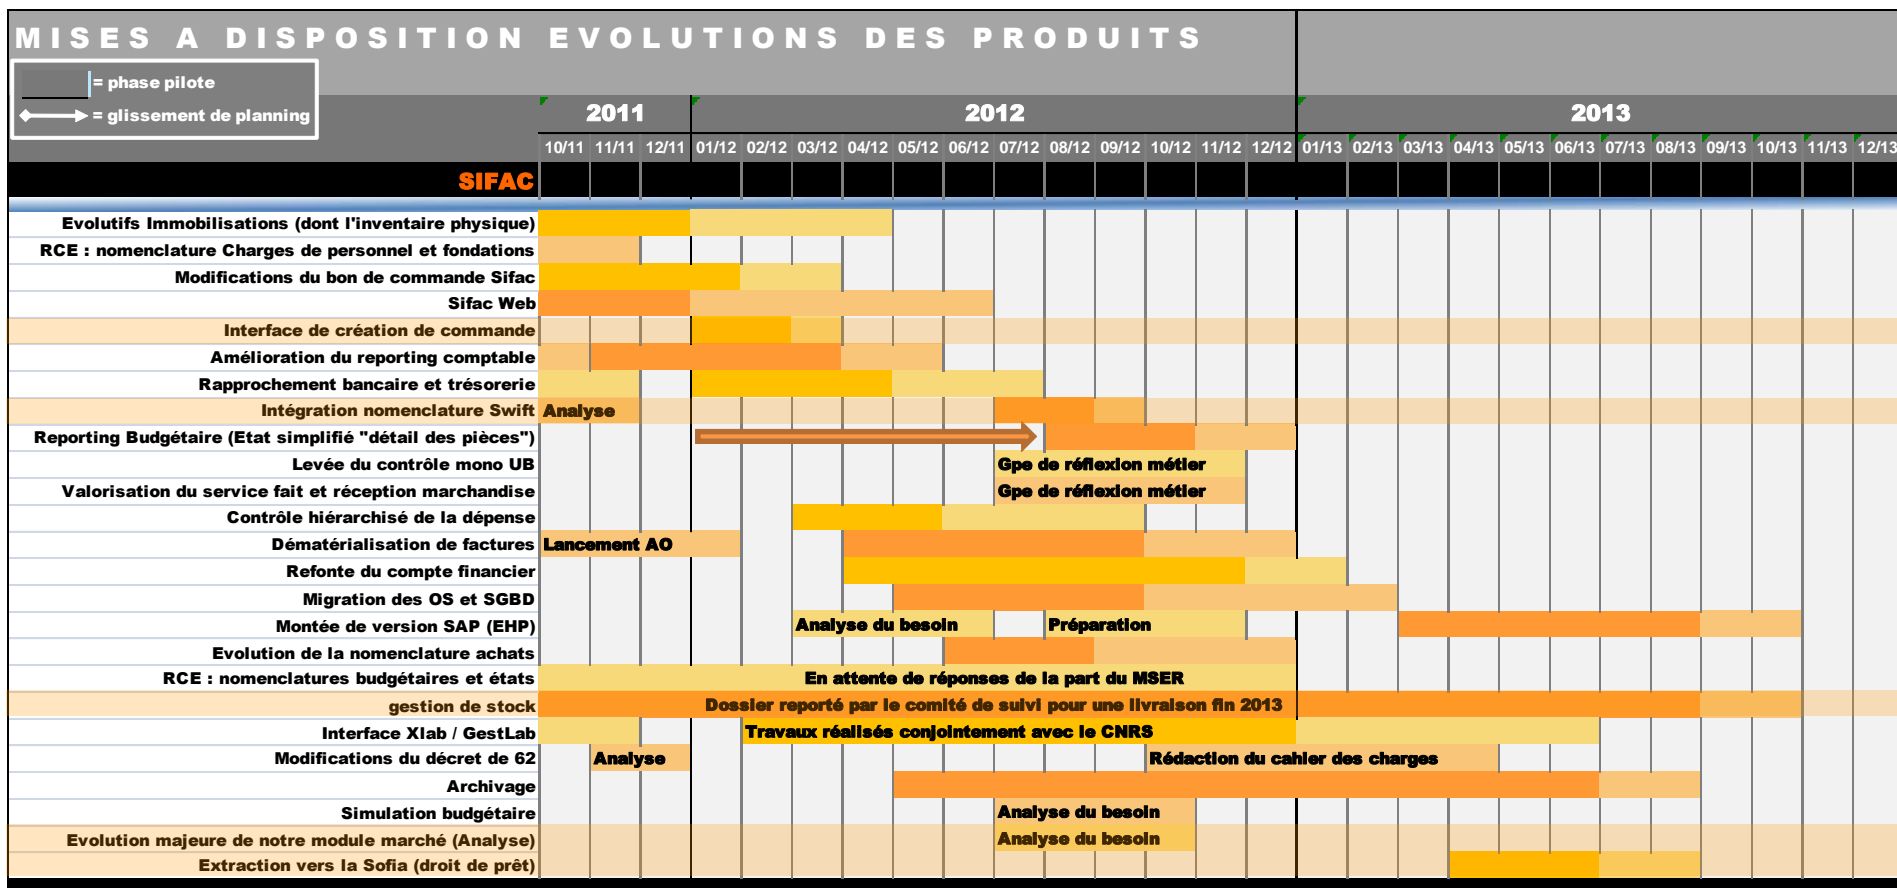 MISES A DISPOSITION EVOLUTIONS DES PRODUITS
= phase pilote
= glissement de planning
2011 2012 2013
10/11 11/11 12/11 01/12 02/12 03/12 04/12 05/12 06/12 07/12 08/12 09/12 10/12 11/12 12/12 01/13 02/13 03/13 04/13 05/13 06/13 07/13 08/13 09/13 10/13 11/13 12/13
SIFAC
Evolutifs Immobilisations (dont l'inventaire physique)
RCE : nomenclature Charges de personnel et fondations
Modifications du bon de commande Sifac
Sifac Web
Interface de création de commande
Amélioration du reporting comptable
Rapprochement bancaire et trésorerie
Intégration nomenclature Swift Analyse
Reporting Budgétaire (Etat simplifié "détail des pièces")
Levée du contrôle mono UB Gpe de réflexion métier
Valorisation du service fait et réception marchandise Gpe de réflexion métier
Contrôle hiérarchisé de la dépense
Dématérialisation de factures Lancement AO
Refonte du compte financier
Migration des OS et SGBD
Montée de version SAP (EHP) Analyse du besoin Préparation
Evolution de la nomenclature achats
RCE : nomenclatures budgétaires et états En attente de réponses de la part du MSER
gestion de stock Dossier reporté par le comité de suivi pour une livraison fin 2013
Interface Xlab / GestLab Travaux réalisés conjointement avec le CNRS
Modifications du décret de 62 Analyse Rédaction du cahier des charges
Archivage
Simulation budgétaire Analyse du besoin
Evolution majeure de notre module marché (Analyse) Analyse du besoin
Extraction vers la Sofia (droit de prêt)